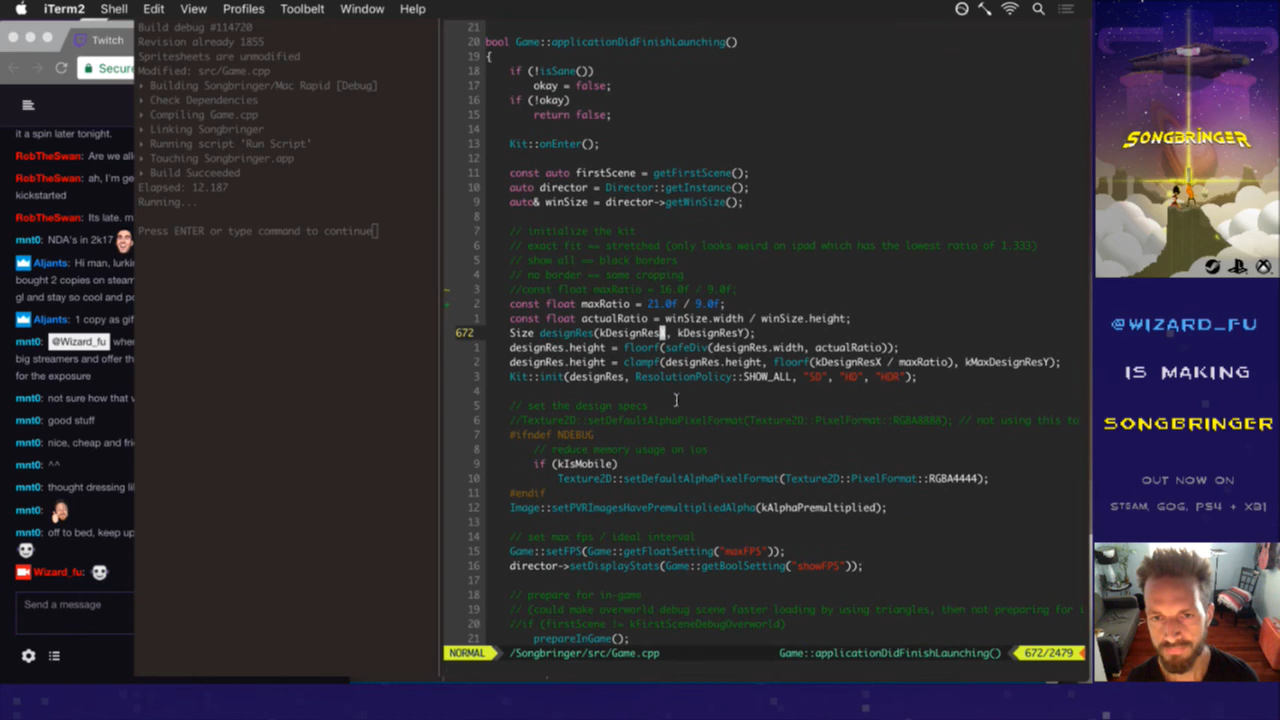 iTerm2 Shell Edit View Profiles Toolbelt Window Help
Twitch
Secure
it a spin later tonight.
RobTheSwan: Are we all
RobTheSwan: ah, I'm ge
kickstarted
RobTheSwan: Its late. m
mnt0: NDA's in 2k17
Aljants: Hi man, lurkin
bought 2 copies on steam
gl and stay so cool and po
Aljants: 1 copy as gif
mnt0: @Wizard_fu when
big streamers and offer th
for the exposure
mnt0: not sure how that v
mnt0: good stuff
mnt0: nice, cheap and frie
mnt0: ^^
mnt0: thought dressing lil
mnt0:
mnt0: off to bed, keep up
Wizard_fu:
Send a message
Build debug #114720
Revision already 1855
Spritesheets are unmodified
Modified: src/Game.cpp
▸ Building Songbringer/Mac Rapid [Debug]
▸ Check Dependencies
▸ Compiling Game.cpp
▸ Linking Songbringer
▸ Running script 'Run Script'
▸ Touching Songbringer.app
▸ Build Succeeded
Elapsed: 12.187
Running...
Press ENTER or type command to continue
21
20 bool Game::applicationDidFinishLaunching()
19 {
18 if (!isSane())
17 okay = false;
16 if (!okay)
15 return false;
14
13 Kit::onEnter();
12
11 const auto firstScene = getFirstScene();
10 auto director = Director::getInstance();
9 auto& winSize = director->getWinSize();
8
7 // initialize the kit
6 // exact fit == stretched (only looks weird on ipad which has the lowest ratio of 1.333)
5 // show all == black borders
4 // no border == some cropping
~ 3 //const float maxRatio = 16.0f / 9.0f;
+ 2 const float maxRatio = 21.0f / 9.0f;
1 const float actualRatio = winSize.width / winSize.height;
672 Size designRes(kDesignResX, kDesignResY);
1 designRes.height = floorf(safeDiv(designRes.width, actualRatio));
2 designRes.height = clampf(designRes.height, floorf(kDesignResX / maxRatio), kMaxDesignResY);
3 Kit::init(designRes, ResolutionPolicy::SHOW_ALL, "SD", "HD", "HDR");
4
5 // set the design specs
6 //Texture2D::setDefaultAlphaPixelFormat(Texture2D::PixelFormat::RGBA8888); // not using this to
7 #ifndef NDEBUG
8 // reduce memory usage on ios
9 if (kIsMobile)
10 Texture2D::setDefaultAlphaPixelFormat(Texture2D::PixelFormat::RGBA4444);
11 #endif
12 Image::setPVRImagesHavePremultipliedAlpha(kAlphaPremultiplied);
13
14 // set max fps / ideal interval
15 Game::setFPS(Game::getFloatSetting("maxFPS"));
16 director->setDisplayStats(Game::getBoolSetting("showFPS"));
17
18 // prepare for in-game
19 // (could make overworld debug scene faster loading by using triangles, then not preparing for i
20 //if (firstScene != kFirstSceneDebugOverworld)
21 prepareInGame();
NORMAL /Songbringer/src/Game.cpp Game::applicationDidFinishLaunching() 672/2479
SONGBRINGER
@WIZARD_FU
IS MAKING
SONGBRINGER
OUT NOW ON
STEAM, GOG, PS4 + XB1